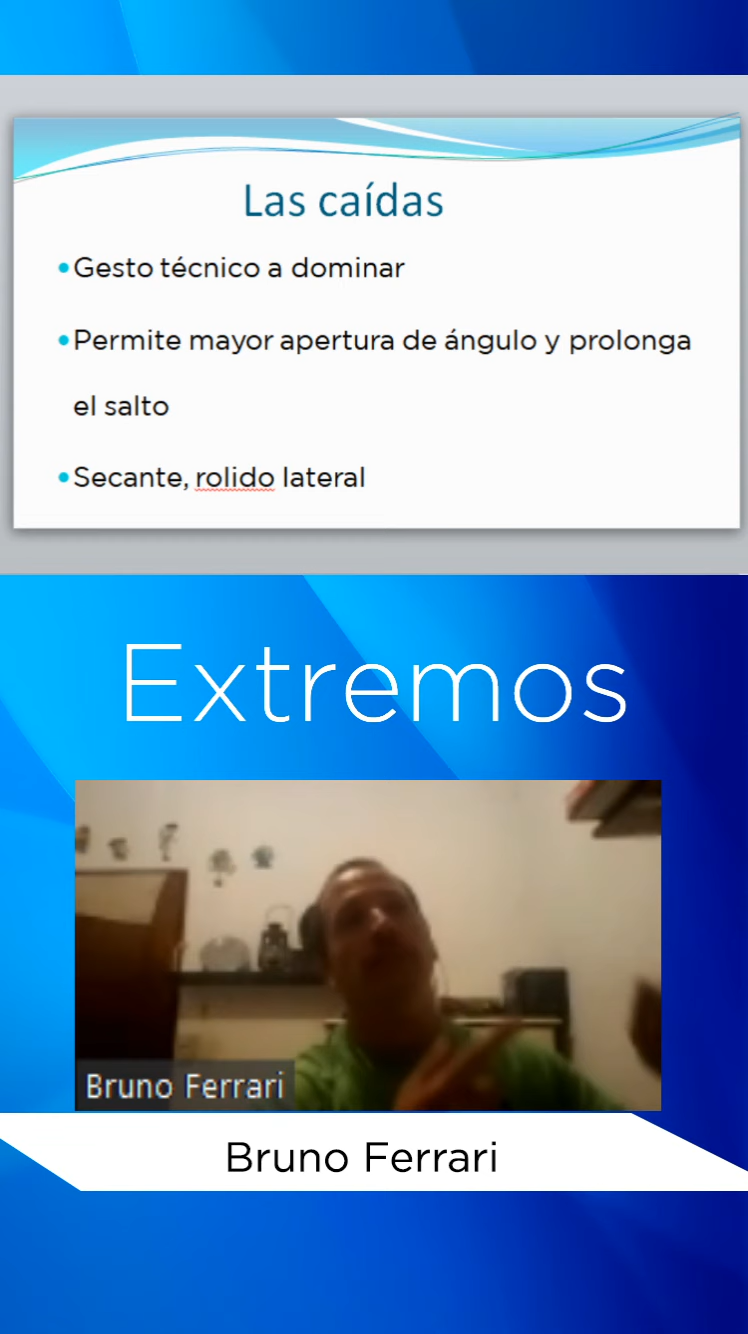 Las caídas
•Gesto técnico a dominar
•Permite mayor apertura de ángulo y prolonga
el salto
•Secante, rolido lateral
Extremos
Bruno Ferrari
Bruno Ferrari